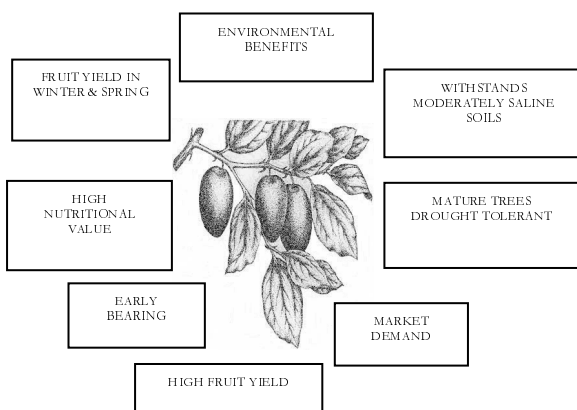 ENVIRONMENTAL
BENEFITS
FRUIT YIELD IN
WINTER & SPRING
WITHSTANDS
MODERATELY SALINE
SOILS
HIGH
NUTRITIONAL
VALUE
MATURE TREES
DROUGHT TOLERANT
EARLY
BEARING
MARKET
DEMAND
HIGH FRUIT YIELD